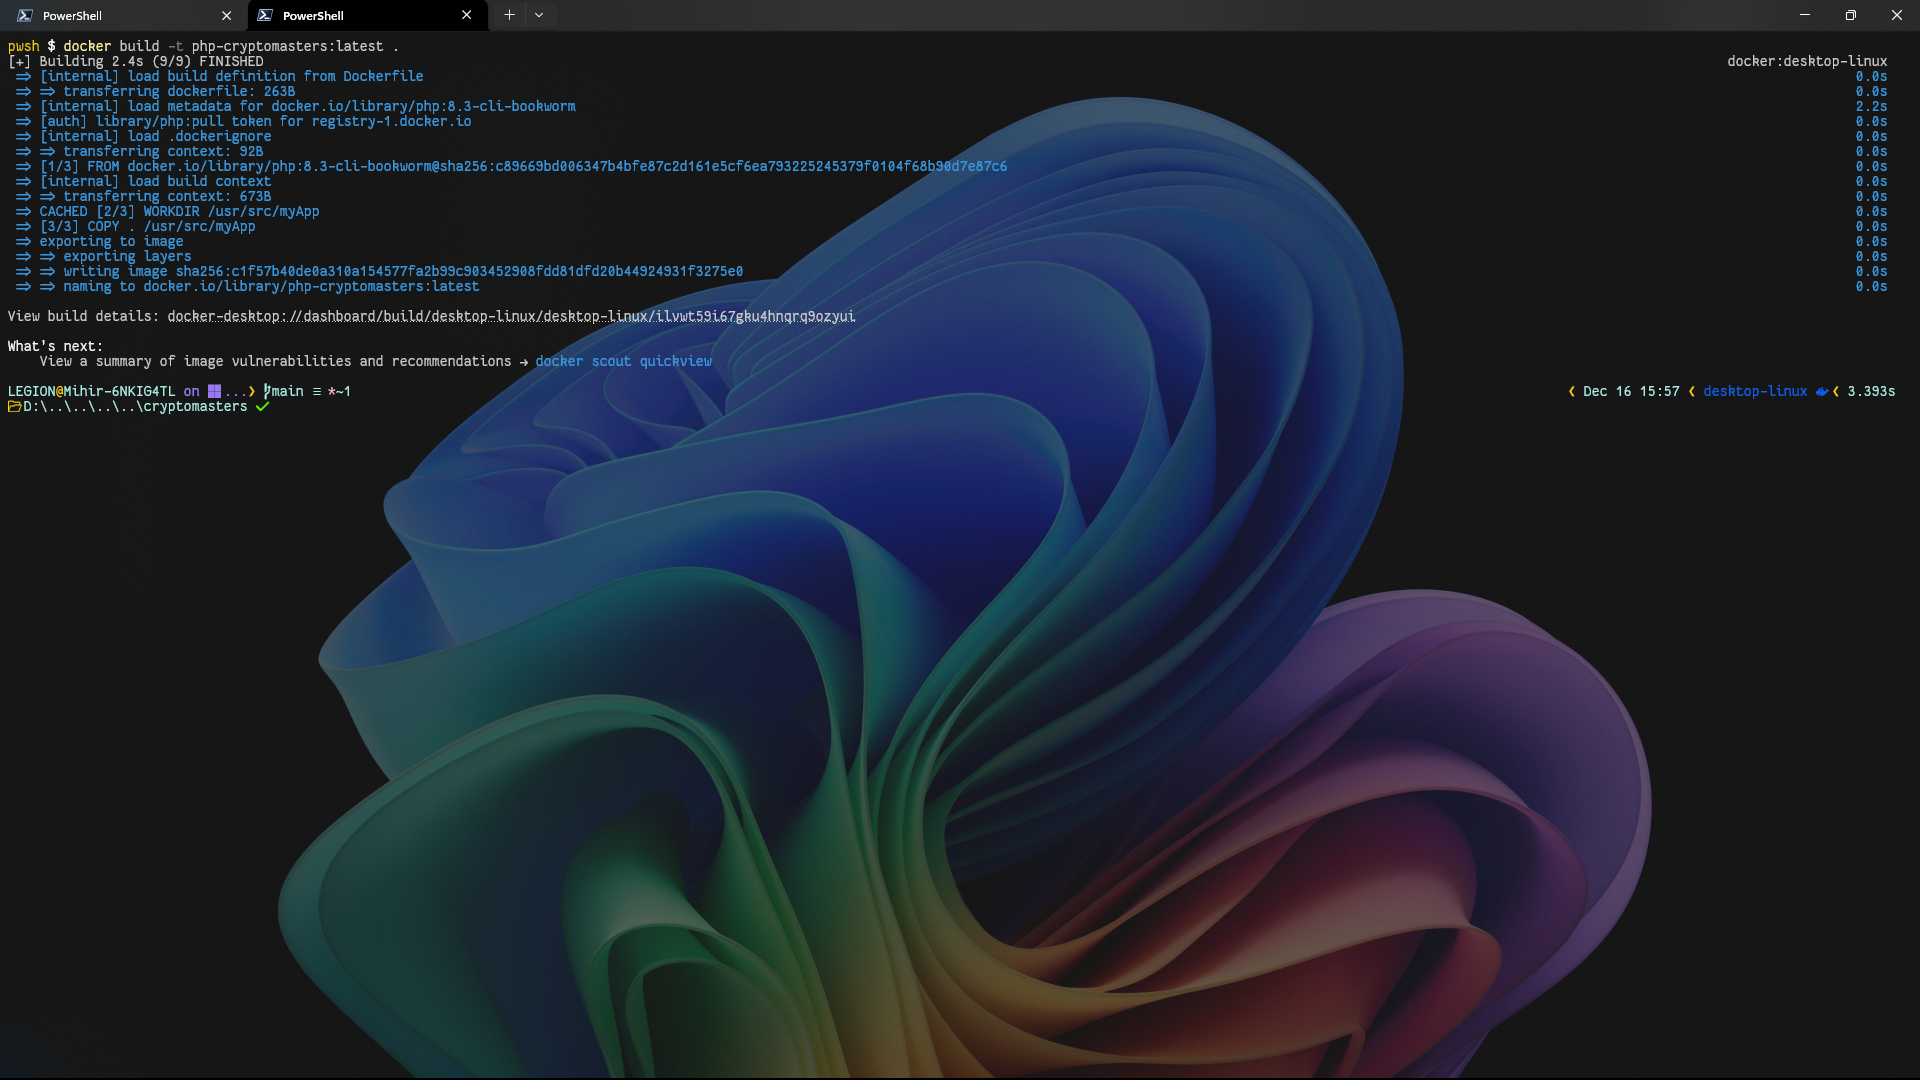 PowerShell
PowerShell
pwsh $ docker build -t php-cryptomasters:latest .
[+] Building 2.4s (9/9) FINISHED docker:desktop-linux
=> [internal] load build definition from Dockerfile 0.0s
=> => transferring dockerfile: 263B 0.0s
=> [internal] load metadata for docker.io/library/php:8.3-cli-bookworm 2.2s
=> [auth] library/php:pull token for registry-1.docker.io 0.0s
=> [internal] load .dockerignore 0.0s
=> => transferring context: 92B 0.0s
=> [1/3] FROM docker.io/library/php:8.3-cli-bookworm@sha256:c89669bd006347b4bfe87c2d161e5cf6ea793225245379f0104f68b90d7e87c6 0.0s
=> [internal] load build context 0.0s
=> => transferring context: 673B 0.0s
=> CACHED [2/3] WORKDIR /usr/src/myApp 0.0s
=> [3/3] COPY . /usr/src/myApp 0.0s
=> exporting to image 0.0s
=> => exporting layers 0.0s
=> => writing image sha256:c1f57b40de0a310a154577fa2b99c903452908fdd81dfd20b44924931f3275e0 0.0s
=> => naming to docker.io/library/php-cryptomasters:latest 0.0s
View build details: docker-desktop://dashboard/build/desktop-linux/desktop-linux/ilvwt59i67gku4hnqrq9ozyui
What's next:
View a summary of image vulnerabilities and recommendations → docker scout quickview
LEGION@Mihir-6NKIG4TL on ...❯ main ≡ *~1 ❮ Dec 16 15:57 ❮ desktop-linux ❮ 3.393s
D:\..\..\..\..\cryptomasters ✓